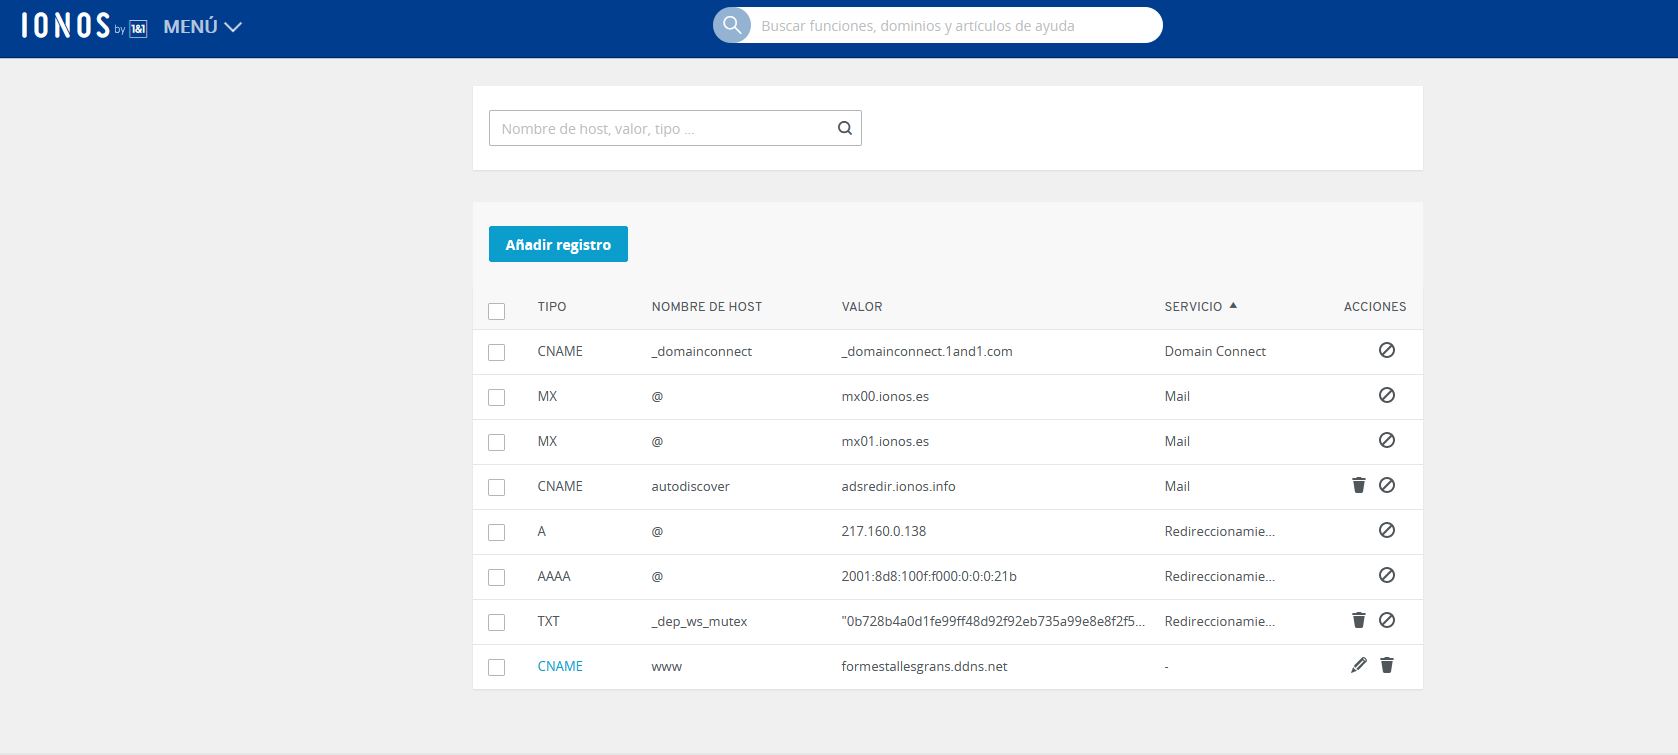 IONOS by 1&1 MENÚ Buscar funciones, dominios y artículos de ayuda
Nombre de host, valor, tipo ...
Añadir registro
TIPO NOMBRE DE HOST VALOR SERVICIO ACCIONES
CNAME _domainconnect _domainconnect.1and1.com Domain Connect
MX @ mx00.ionos.es Mail
MX @ mx01.ionos.es Mail
CNAME autodiscover adsredir.ionos.info Mail
A @ 217.160.0.138 Redireccionamie...
AAAA @ 2001:8d8:100f:f000:0:0:0:21b Redireccionamie...
TXT _dep_ws_mutex "0b728b4a0d1fe99ff48d92f92eb735a99e8e8f2f5... Redireccionamie...
CNAME www formestallesgrans.ddns.net -